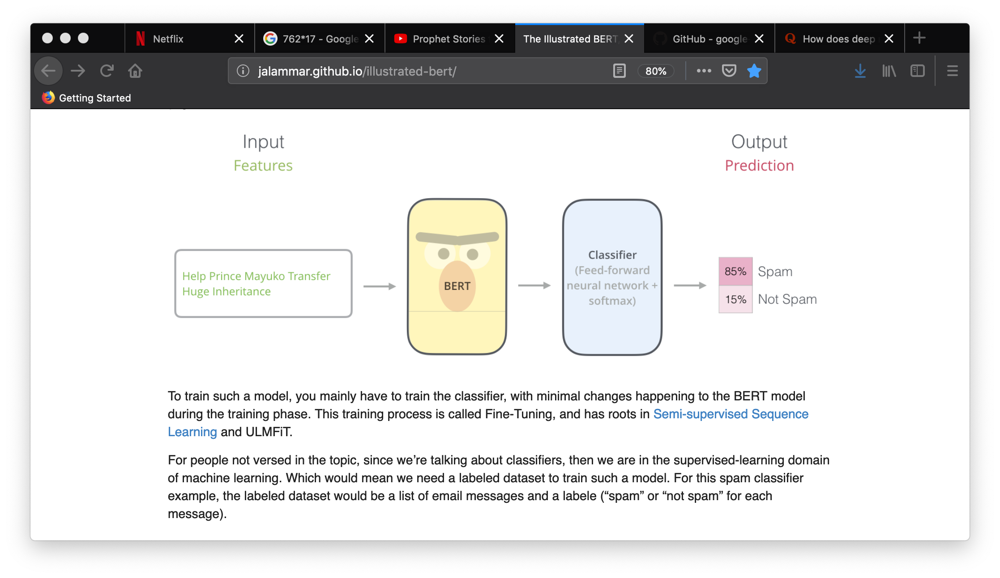 Netflix
762*17 - Google
Prophet Stories
The Illustrated BERT,
GitHub - google-
How does deep
jalammar.github.io/illustrated-bert/
80%
Getting Started
Input
Output
Features
Prediction
Help Prince Mayuko Transfer
Huge Inheritance
BERT
Classifier
(Feed-forward
neural network +
softmax)
85% Spam
15% Not Spam
To train such a model, you mainly have to train the classifier, with minimal changes happening to the BERT model
during the training phase. This training process is called Fine-Tuning, and has roots in Semi-supervised Sequence
Learning and ULMFiT.
For people not versed in the topic, since we’re talking about classifiers, then we are in the supervised-learning domain
of machine learning. Which would mean we need a labeled dataset to train such a model. For this spam classifier
example, the labeled dataset would be a list of email messages and a labele (“spam” or “not spam” for each
message).